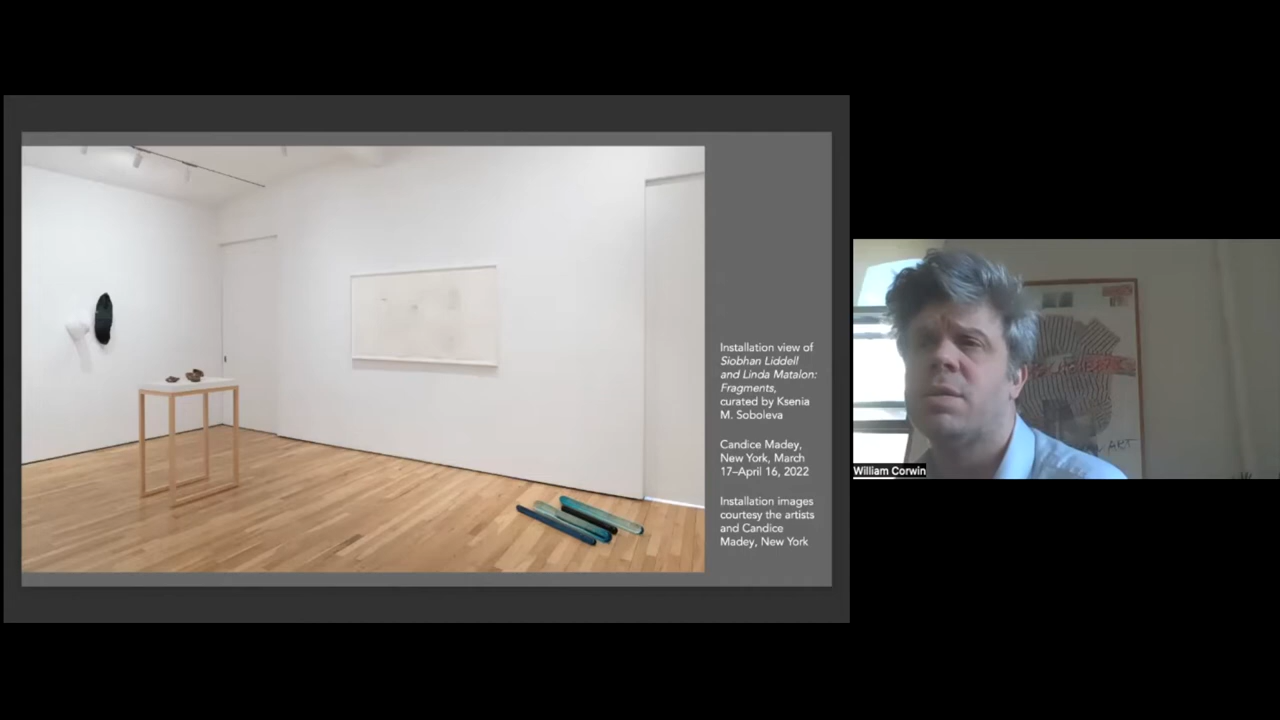 Installation view of
Siobhan Liddell
and Linda Matalon:
Fragments,
curated by Ksenia
M. Soboleva
Candice Madey,
New York, March
17–April 16, 2022
Installation images
courtesy the artists
and Candice
Madey, New York
William Corwin
ART